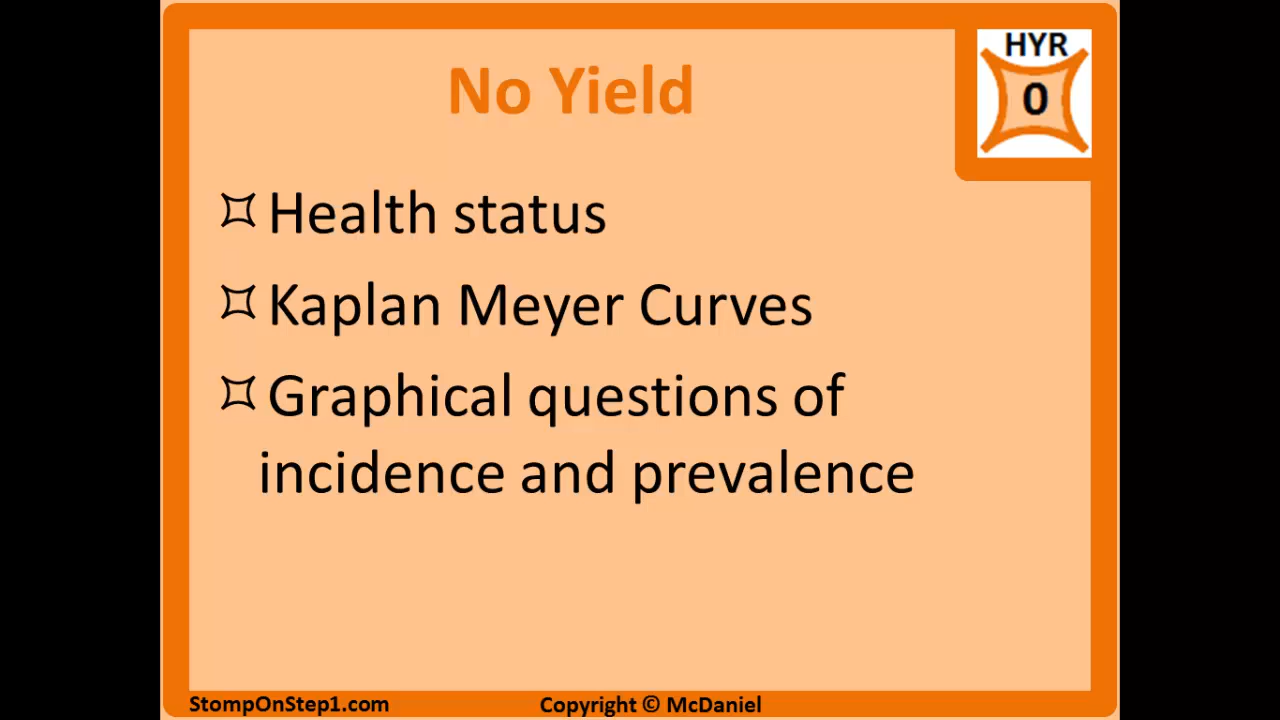 HYR
0
No Yield
Health status
Kaplan Meyer Curves
Graphical questions of
incidence and prevalence
StompOnStep1.com
Copyright © McDaniel